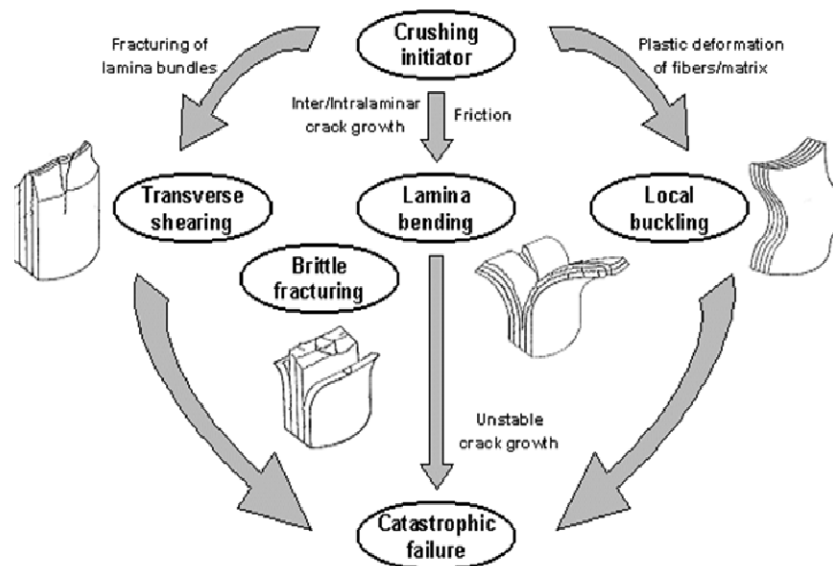 Crushing
initiator
Fracturing of
lamina bundles
Plastic deformation
of fibers/matrix
Inter/Intralaminar
crack growth
Friction
Transverse
shearing
Lamina
bending
Local
buckling
Brittle
fracturing
Unstable
crack growth
Catastrophic
failure